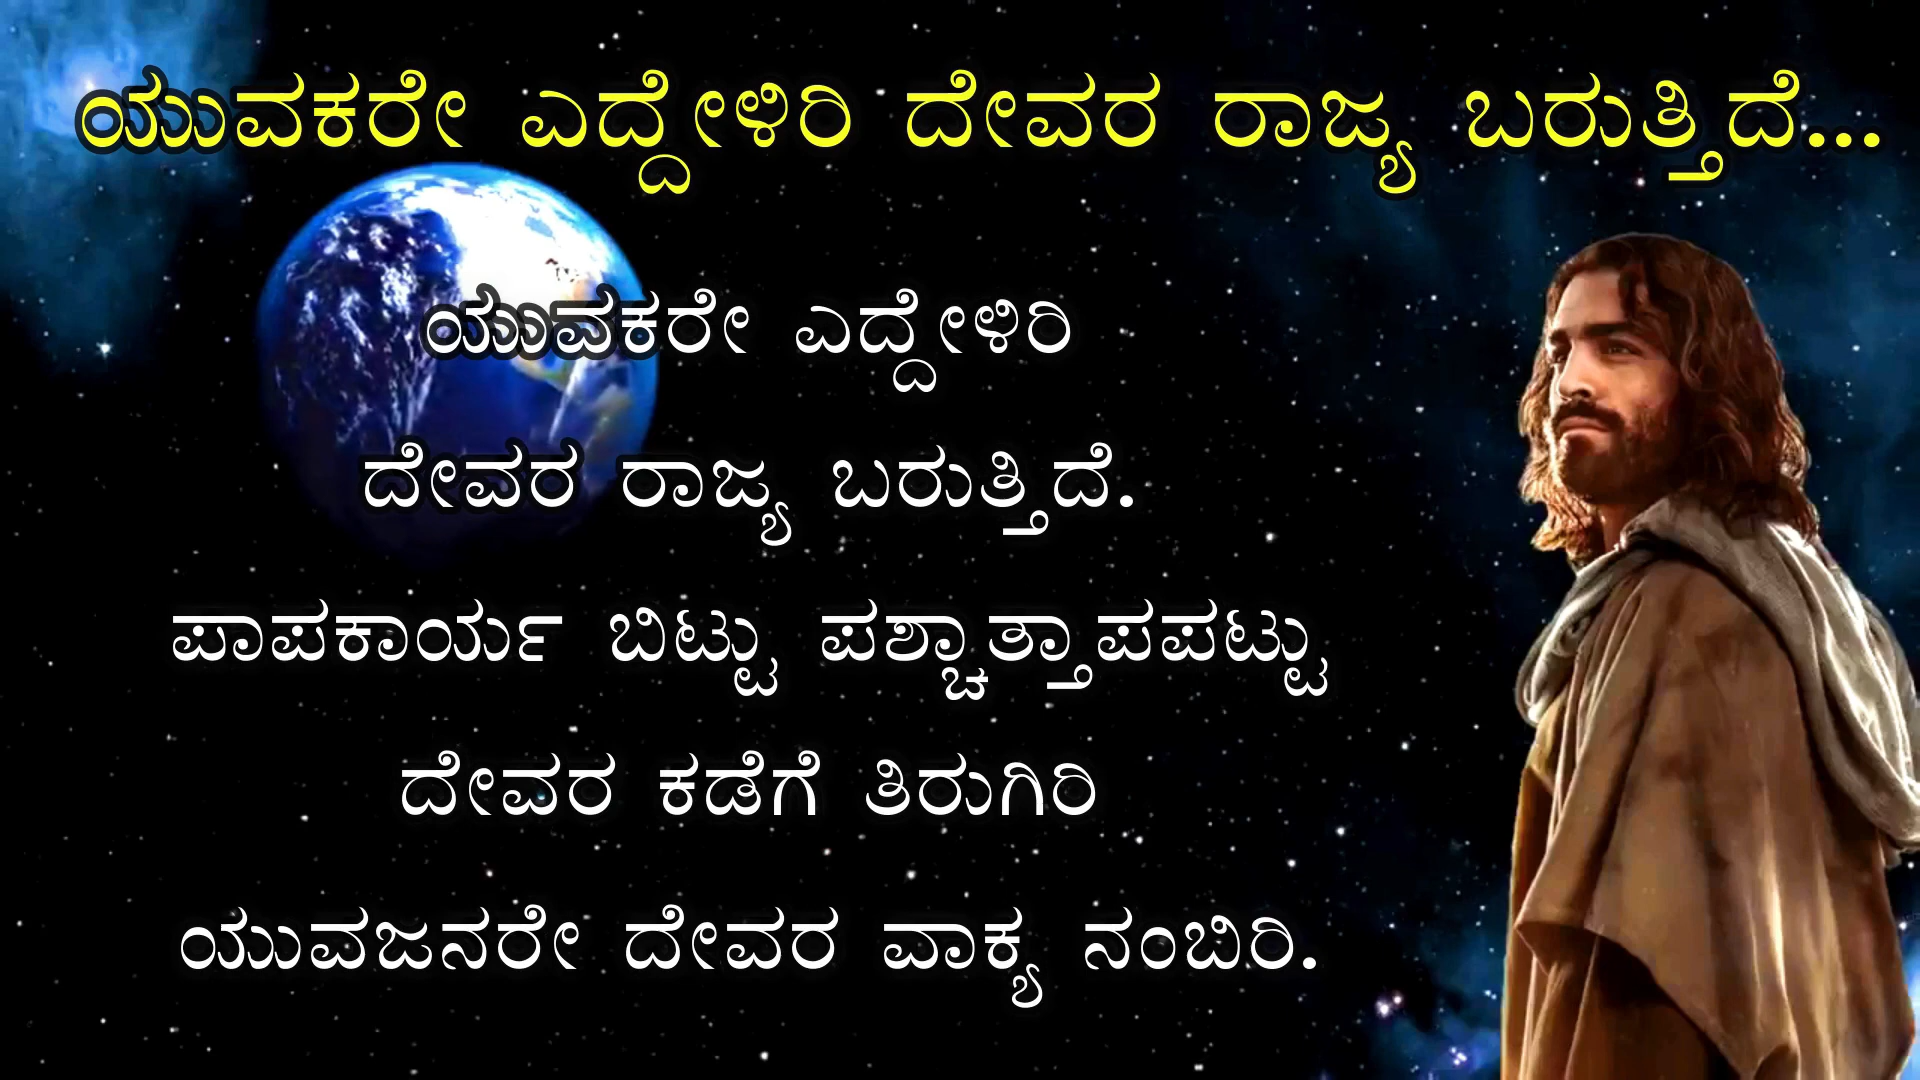 ಯುವಕರೇ ಎದ್ದೇಳಿರಿ ದೇವರ ರಾಜ್ಯ ಬರುತ್ತಿದೆ...
ಯುವಕರೇ ಎದ್ದೇಳಿರಿ
ದೇವರ ರಾಜ್ಯ ಬರುತ್ತಿದೆ.
ಪಾಪಕಾರ್ಯ ಬಿಟ್ಟು ಪಶ್ಚಾತ್ತಾಪಪಟ್ಟು
ದೇವರ ಕಡೆಗೆ ತಿರುಗಿರಿ
ಯುವಜನರೇ ದೇವರ ವಾಕ್ಯ ನಂಬಿರಿ.